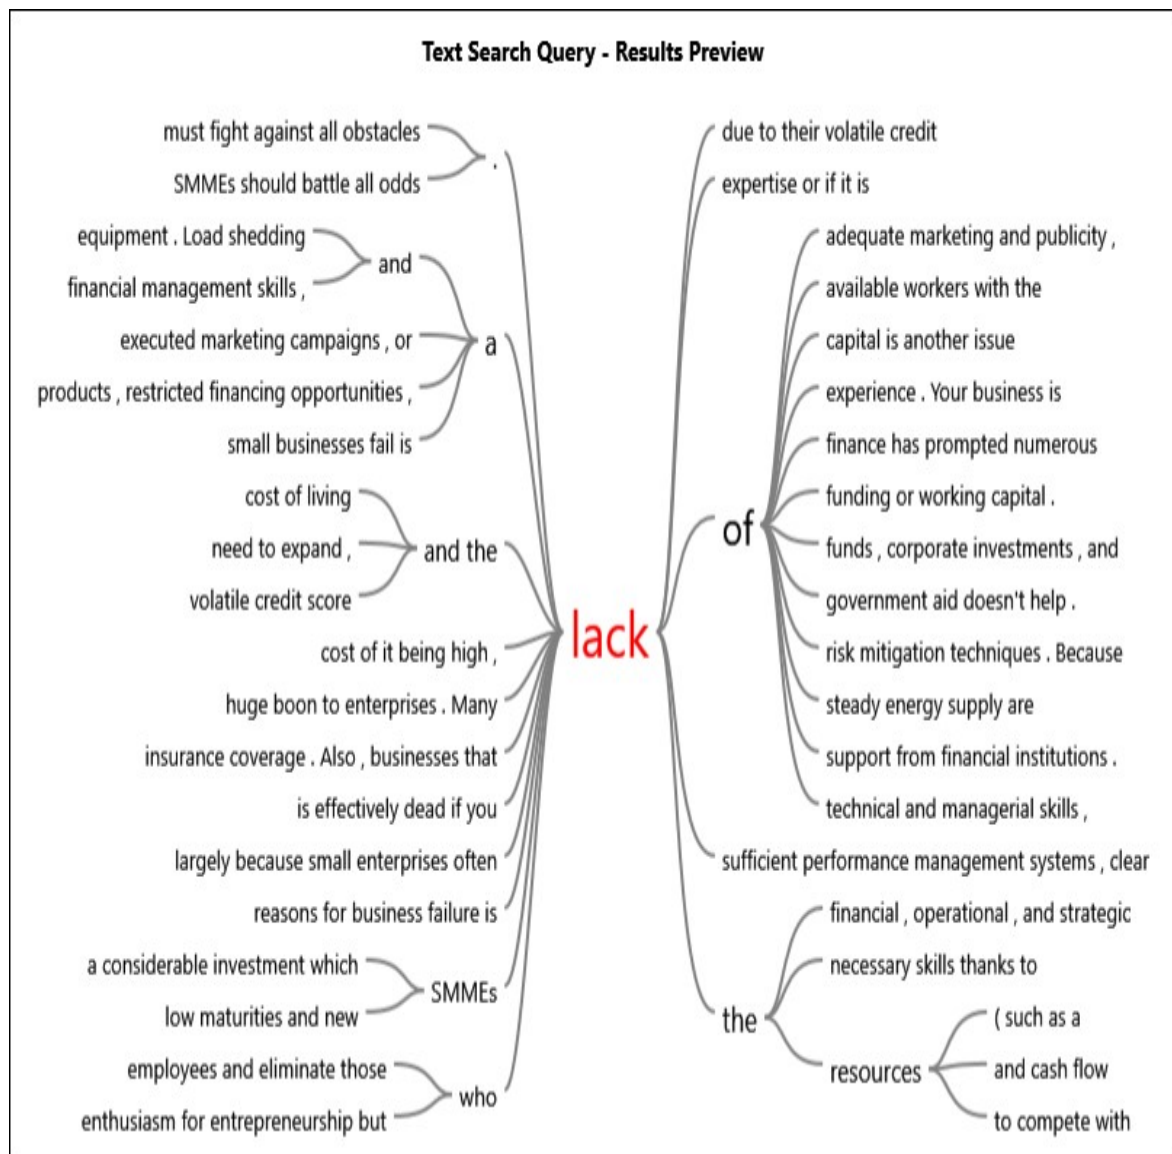 Text Search Query - Results Preview
must fight against all obstacles
SMMEs should battle all odds
.
equipment . Load shedding
financial management skills ,
and
executed marketing campaigns , or
products , restricted financing opportunities ,
small businesses fail is
a
cost of living
need to expand ,
volatile credit score
and the
cost of it being high ,
huge boon to enterprises . Many
insurance coverage . Also , businesses that
is effectively dead if you
largely because small enterprises often
reasons for business failure is
a considerable investment which
low maturities and new
SMMEs
employees and eliminate those
enthusiasm for entrepreneurship but
who
lack
due to their volatile credit
expertise or if it is
of
adequate marketing and publicity ,
available workers with the
capital is another issue
experience . Your business is
finance has prompted numerous
funding or working capital .
funds , corporate investments , and
government aid doesn't help .
risk mitigation techniques . Because
steady energy supply are
support from financial institutions .
technical and managerial skills ,
sufficient performance management systems , clear
the
financial , operational , and strategic
necessary skills thanks to
resources
( such as a
and cash flow
to compete with